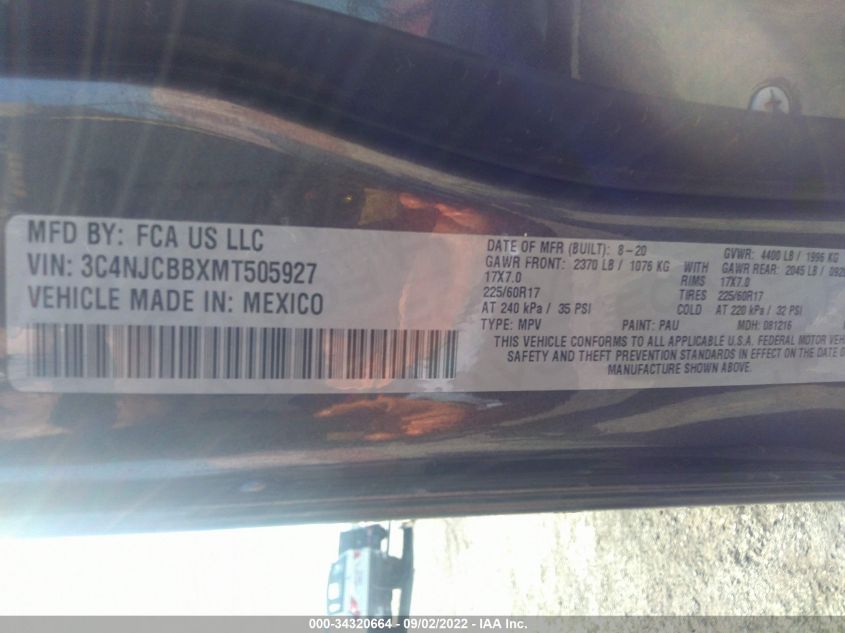 MFD BY: FCA US LLC
VIN: 3C4NJCBBXMT505927
VEHICLE MADE IN: MEXICO
DATE OF MFR (BUILT): 8-20 GVWR: 4400 LB / 1996 KG
GAWR FRONT: 2370 LB / 1076 KG GAWR REAR: 2045 LB / 092
17X7.0 RIMS 17X7.0
225/60R17 TIRES 225/60R17
AT 240 kPa / 35 PSI COLD AT 220 kPa / 32 PSI
TYPE: MPV PAINT: PAU MDH: 081216
THIS VEHICLE CONFORMS TO ALL APPLICABLE U.S.A. FEDERAL MOTOR VEH
SAFETY AND THEFT PREVENTION STANDARDS IN EFFECT ON THE DATE O
MANUFACTURE SHOWN ABOVE.
000-34320664 - 09/02/2022 - IAA Inc.